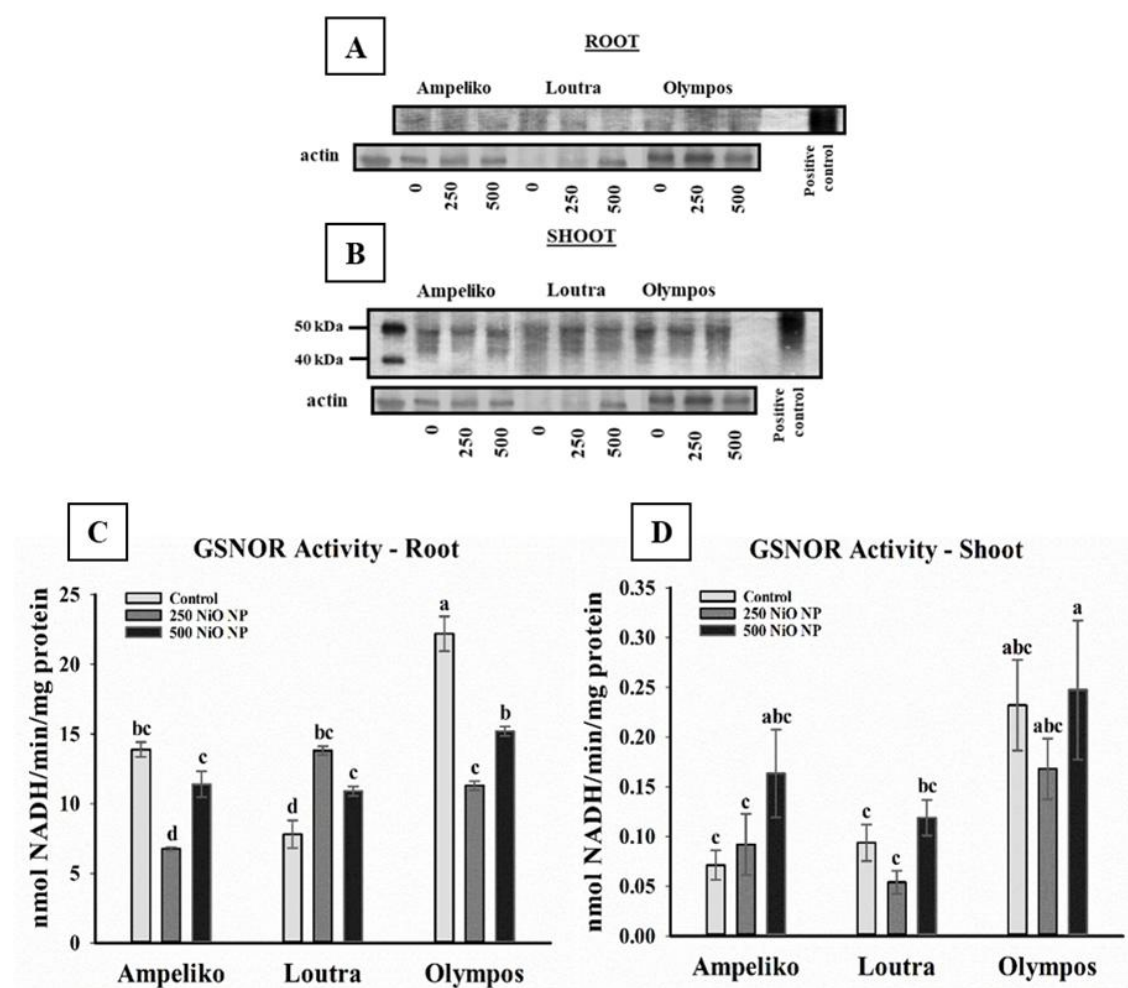 A
ROOT
Ampeliko Loutra Olympos
actin
0 250 500 0 250 500 0 250 500
Positive control
B
SHOOT
Ampeliko Loutra Olympos
50 kDa
40 kDa
actin
0 250 500 0 250 500 0 250 500
Positive control
C
GSNOR Activity - Root
nmol NADH/min/mg protein
25
20
15
10
5
0
Control
250 NiO NP
500 NiO NP
bc d c
d c c
a c b
Ampeliko Loutra Olympos
D
GSNOR Activity - Shoot
nmol NADH/min/mg protein
0.35
0.30
0.25
0.20
0.15
0.10
0.05
0.00
Control
250 NiO NP
500 NiO NP
c c abc
c c bc
abc abc a
Ampeliko Loutra Olympos